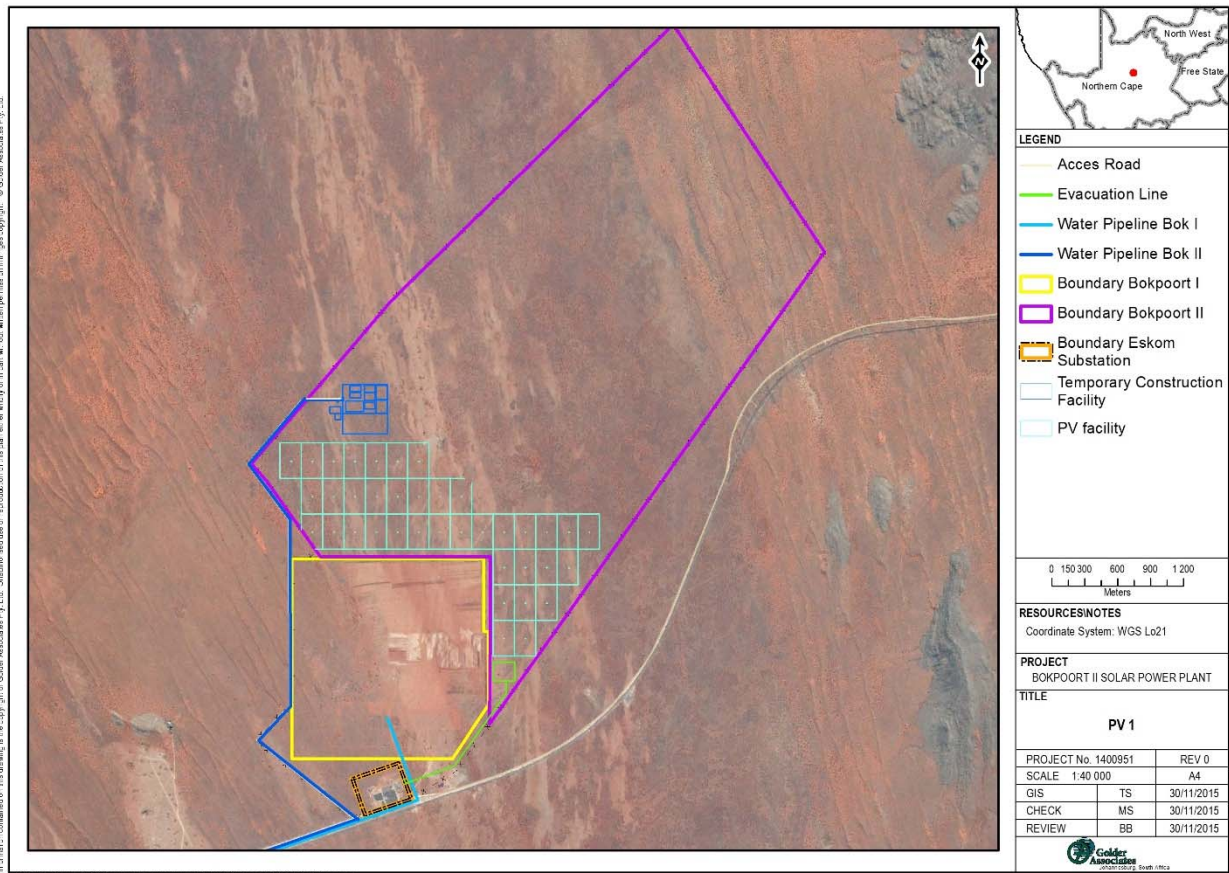 North West
Free State
Northern Cape
N
LEGEND
Acces Road
Evacuation Line
Water Pipeline Bok I
Water Pipeline Bok II
Boundary Bokpoort I
Boundary Bokpoort II
Boundary Eskom
Substation
Temporary Construction
Facility
PV facility
0 150 300 600 900 1 200
Meters
RESOURCES\NOTES
Coordinate System: WGS Lo21
PROJECT
BOKPOORT II SOLAR POWER PLANT
TITLE
PV 1
PROJECT No. 1400951 REV 0
SCALE 1:40 000 A4
GIS TS 30/11/2015
CHECK MS 30/11/2015
REVIEW BB 30/11/2015
Golder
Associates
Johannesburg, South Africa